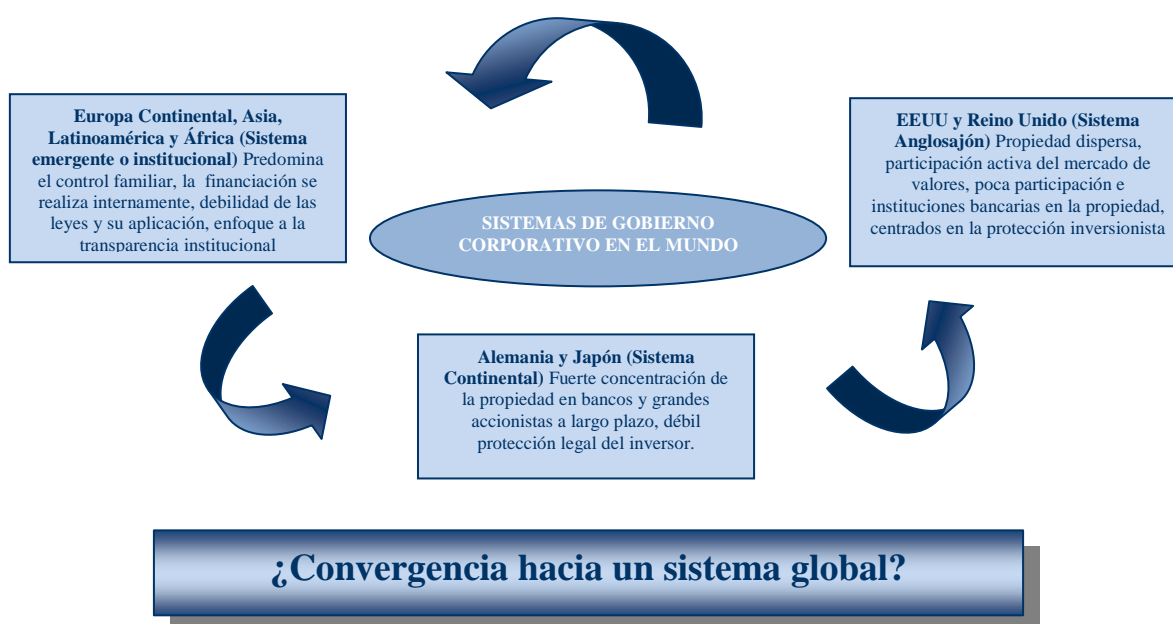 Europa Continental, Asia,
Latinoamérica y África (Sistema
emergente o institucional) Predomina
el control familiar, la financiación se
realiza internamente, debilidad de las
leyes y su aplicación, enfoque a la
transparencia institucional
SISTEMAS DE GOBIERNO
CORPORATIVO EN EL MUNDO
EEUU y Reino Unido (Sistema
Anglosajón) Propiedad dispersa,
participación activa del mercado de
valores, poca participación e
instituciones bancarias en la propiedad,
centrados en la protección inversionista
Alemania y Japón (Sistema
Continental) Fuerte concentración de
la propiedad en bancos y grandes
accionistas a largo plazo, débil
protección legal del inversor.
¿Convergencia hacia un sistema global?